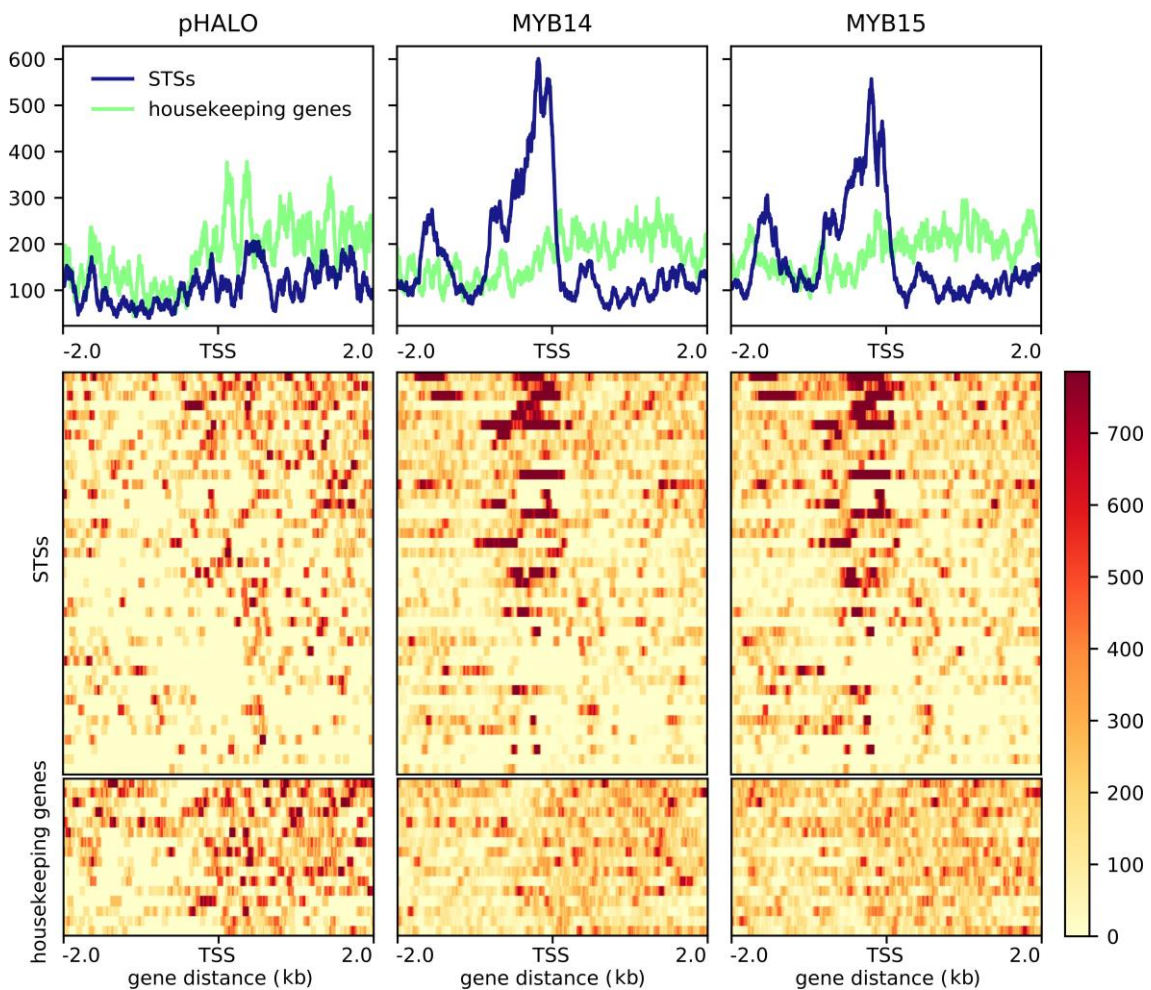 pHALO MYB14 MYB15
600
500
400
300
200
100
STSs
housekeeping genes
-2.0 TSS 2.0 -2.0 TSS 2.0 -2.0 TSS 2.0
STSs
housekeeping genes
700
600
500
400
300
200
100
0
-2.0 TSS 2.0 -2.0 TSS 2.0 -2.0 TSS 2.0
gene distance (kb) gene distance (kb) gene distance (kb)